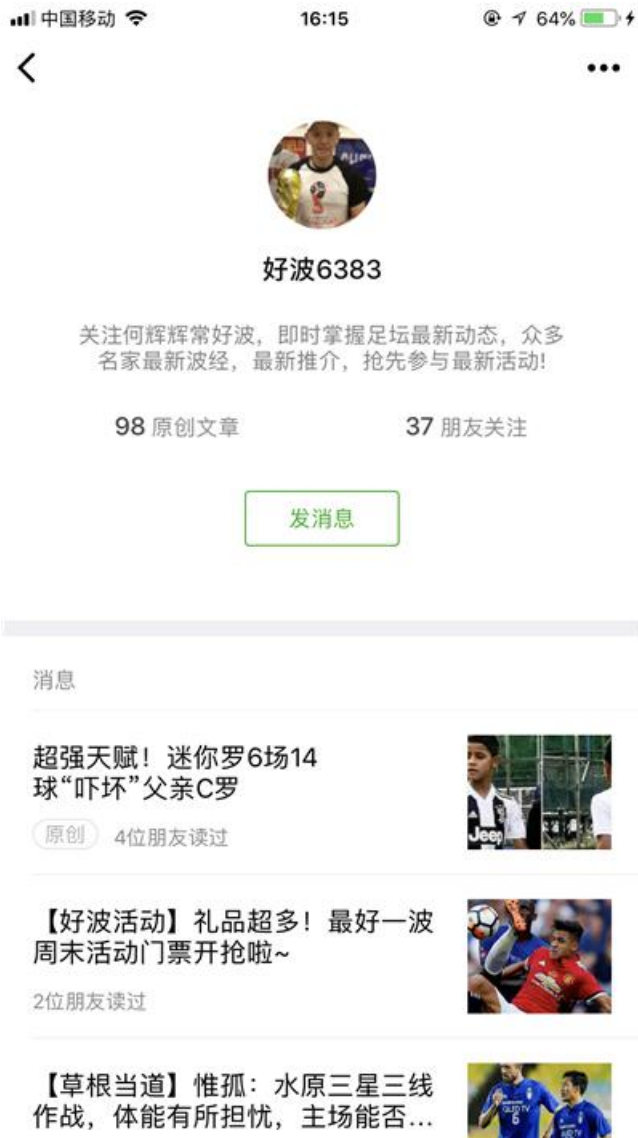 中国移动 16:15 64%
好波6383
关注何辉辉常好波，即时掌握足坛最新动态，众多
名家最新波经，最新推介，抢先参与最新活动!
98 原创文章 37 朋友关注
发消息
消息
超强天赋！迷你罗6场14
球“吓坏”父亲C罗
Jeep
原创 4位朋友读过
【好波活动】礼品超多！最好一波
周末活动门票开抢啦~
2位朋友读过
【草根当道】惟孤：水原三星三线
作战，体能有所担忧，主场能否...
QLED TV
6